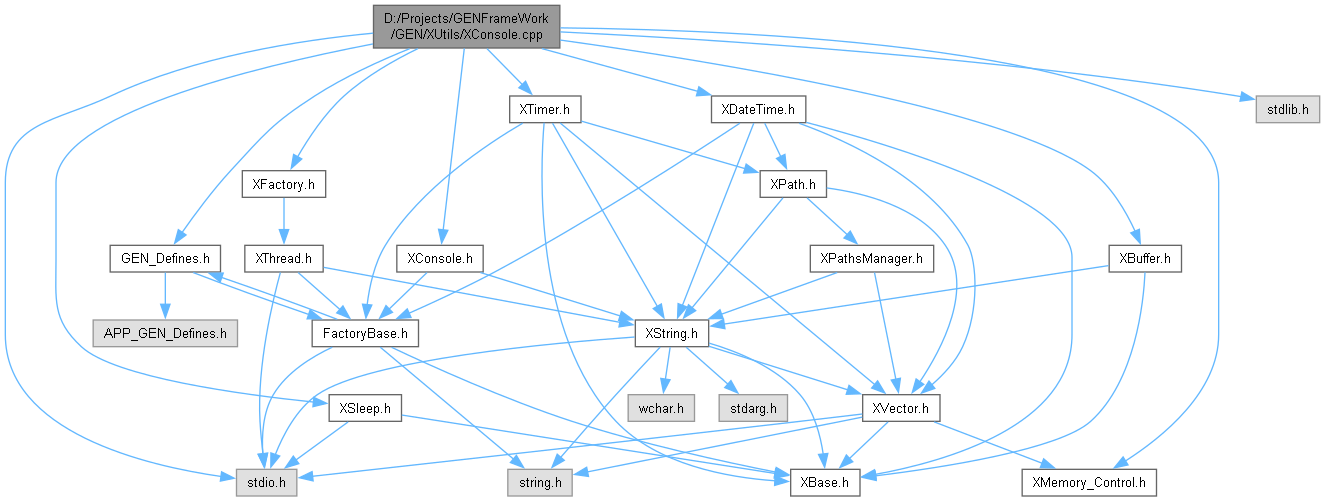 D:/Projects/GENFrameWork
/GEN/XUtils/XConsole.cpp
XTimer.h
XDateTime.h
stdlib.h
XFactory.h
XPath.h
GEN_Defines.h
XThread.h
XConsole.h
XPathsManager.h
XBuffer.h
APP_GEN_Defines.h
FactoryBase.h
XString.h
XSleep.h
wchar.h
stdarg.h
XVector.h
stdio.h
string.h
XBase.h
XMemory_Control.h